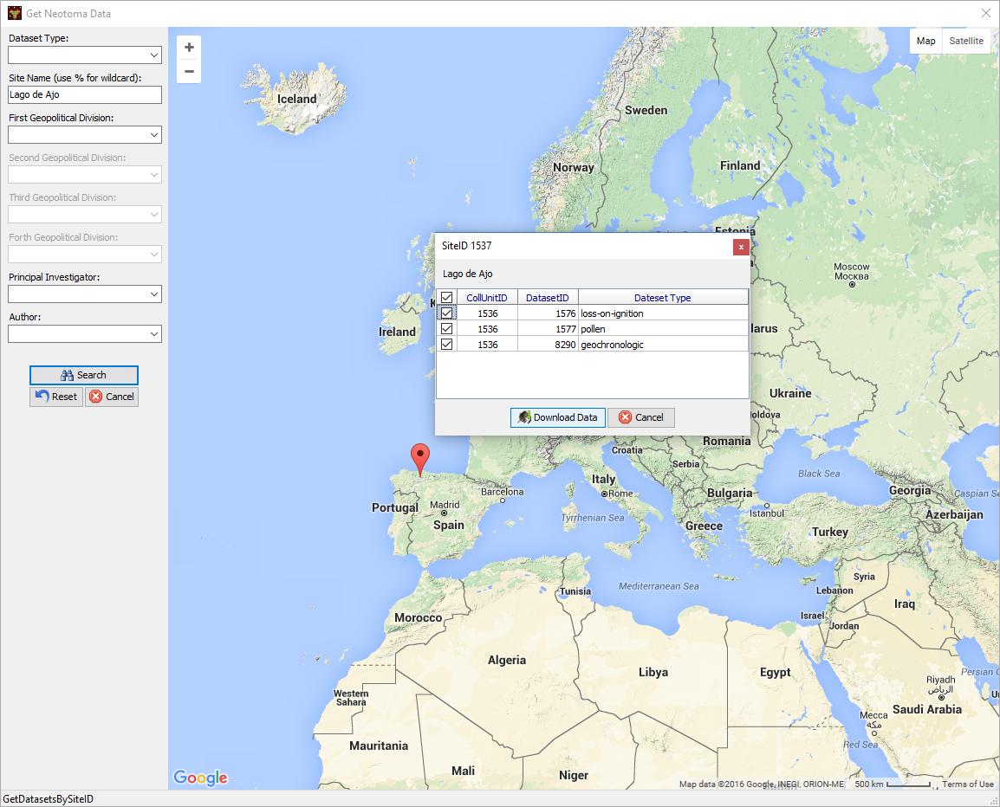 Get Neotoma Data
Dataset Type:
Site Name (use % for wildcard):
Lago de Ajo
First Geopolitical Division:
Second Geopolitical Division:
Third Geopolitical Division:
Forth Geopolitical Division:
Principal Investigator:
Author:
Search
Reset Cancel
+
−
Map Satellite
Iceland
Sweden
Norway
Finland
Estonia
Moscow
Москва
Ireland
larus
Ukraine
oldova
Romania
SiteID 1537
x
Lago de Ajo
CollUnitID DatasetID Dateset Type
1536 1576 loss-on-ignition
1536 1577 pollen
1536 8290 geochronologic
Download Data Cancel
Croatia
Serbia
Italy
Rome
Bulgaria
Black Sea
Georgia
Caspian Se
Azerbaijan
Barcelona
Portugal
Madrid
Spain
Tyrrhenian Sea
Istanbul
Greece
Turkey
Tunisia
Mediterranean Sea
Syria
Lebanon
Iraq
Israel
Jordan
Morocco
Algeria
Libya
Egypt
Persian
Riyadh
الرياض
Western
Sahara
Mecca
مكة
Saudi Arabia
Red Sea
Mauritania
Mali
Niger
Google
Map data ©2016 Google, INEGI, ORION-ME 500 km Terms of Use
GetDatasetsBySiteID